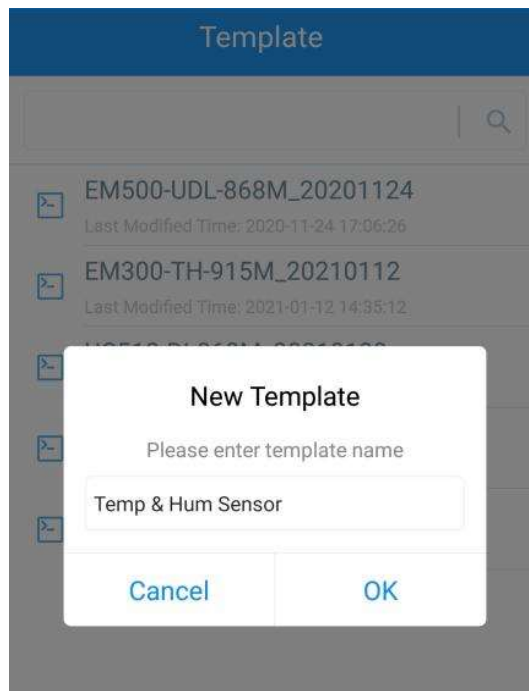 Template
EM500-UDL-868M_20201124
Last Modified Time: 2020-11-24 17:06:26
EM300-TH-915M_20210112
Last Modified Time: 2021-01-12 14:35:12
New Template
Please enter template name
Temp & Hum Sensor
Cancel
OK